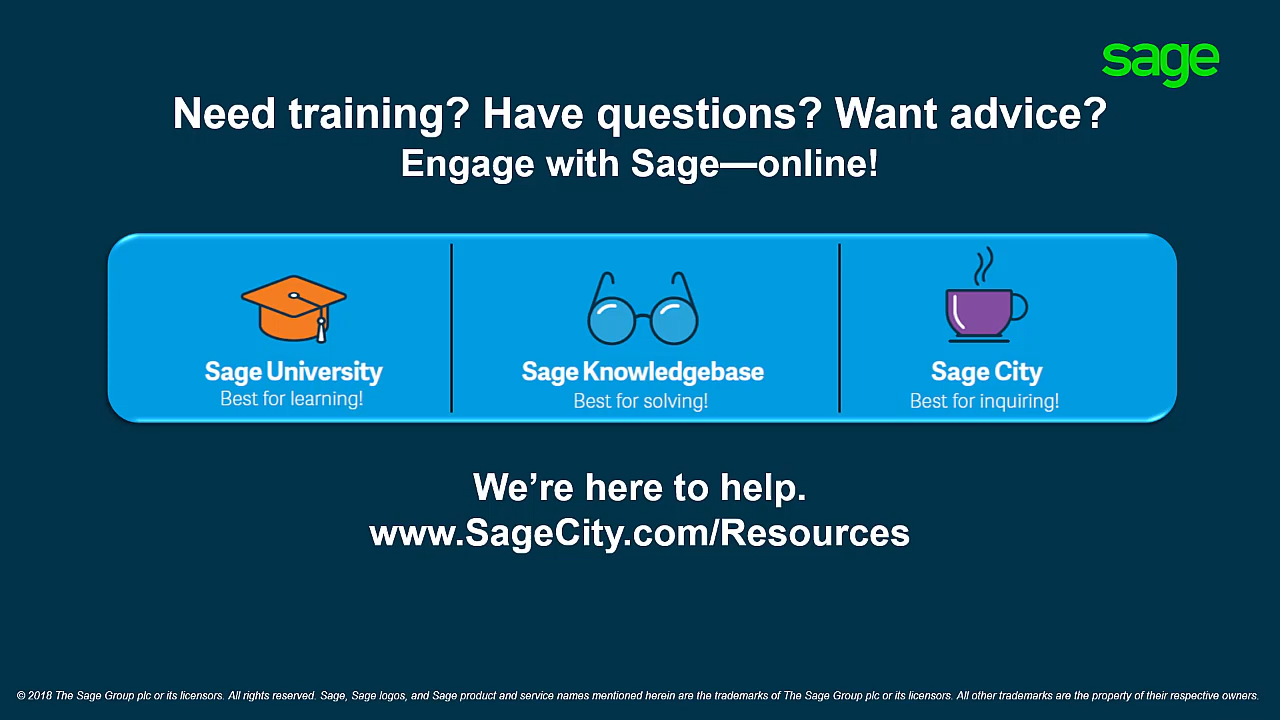 sage
Need training? Have questions? Want advice?
Engage with Sage—online!
Sage University
Best for learning!
Sage Knowledgebase
Best for solving!
Sage City
Best for inquiring!
We’re here to help.
www.SageCity.com/Resources
© 2018 The Sage Group plc or its licensors. All rights reserved. Sage, Sage logos, and Sage product and service names mentioned herein are the trademarks of The Sage Group plc or its licensors. All other trademarks are the property of their respective owners.